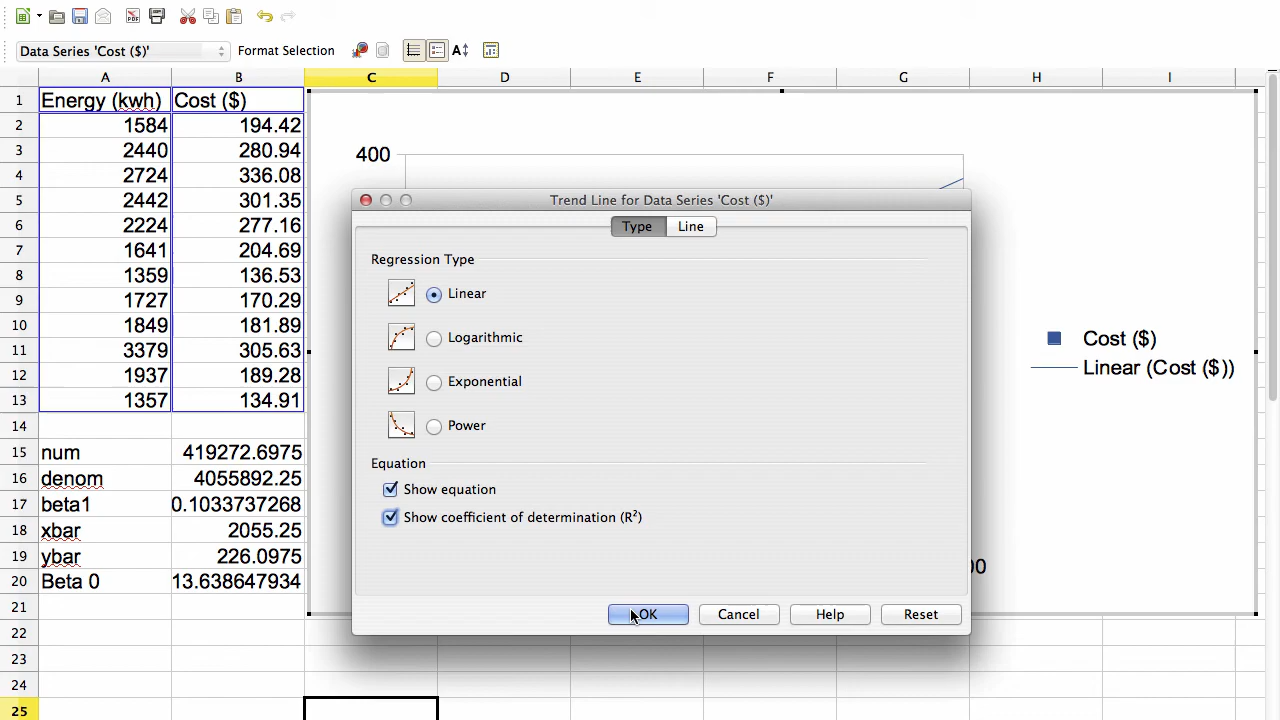 Data Series 'Cost ($)' Format Selection
A B C D E F G H I
1 Energy (kwh) Cost ($)
2 1584 194.42
3 2440 280.94 400
4 2724 336.08
5 2442 301.35 Trend Line for Data Series 'Cost ($)'
6 2224 277.16 Type Line
7 1641 204.69 Regression Type
8 1359 136.53 Linear
9 1727 170.29
10 1849 181.89 Logarithmic Cost ($)
11 3379 305.63 Linear (Cost ($))
12 1937 189.28 Exponential
13 1357 134.91
14 Power
15 num 419272.6975 Equation
16 denom 4055892.25 Show equation
17 beta1 0.1033737268 Show coefficient of determination (R²)
18 xbar 2055.25
19 ybar 226.0975 00
20 Beta 0 13.638647934
21 OK Cancel Help Reset
22
23
24
25